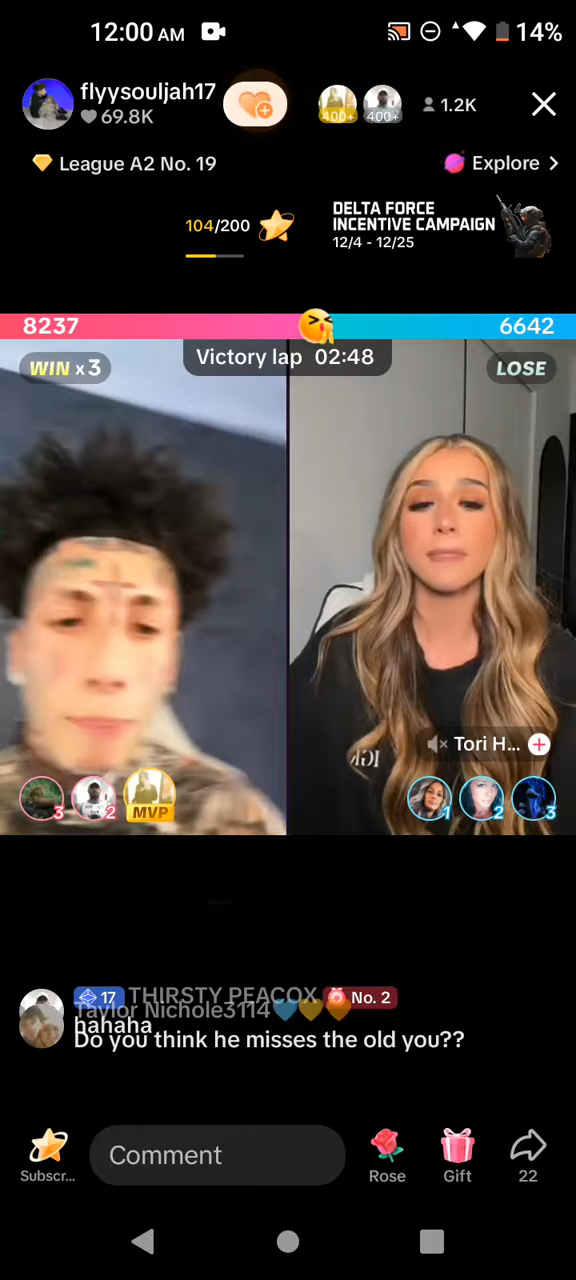 12:00 AM
14%
flyysouljah17
69.8K
400+
400+
1.2K
League A2 No. 19
Explore >
104/200
DELTA FORCE
INCENTIVE CAMPAIGN
12/4 - 12/25
8237
6642
WIN x 3
Victory lap 02:48
LOSE
Tori H...
3
2
MVP
1
2
3
17 THIRSTY PEACOX No. 2
Taylor Nichole3114💙💛🧡
hahaha
Do you think he misses the old you??
Subscr...
Comment
Rose
Gift
22